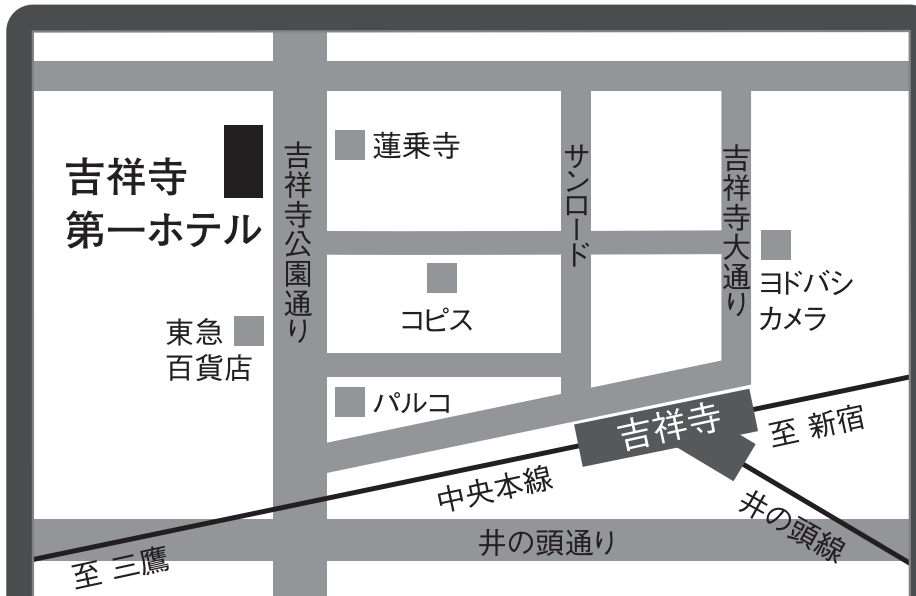 吉祥寺
第一ホテル
吉祥寺公園通り
蓮乗寺
サンロード
吉祥寺大通り
ヨドバシ
カメラ
コピス
東急
百貨店
パルコ
吉祥寺
至 新宿
中央本線
井の頭線
井の頭通り
至 三鷹